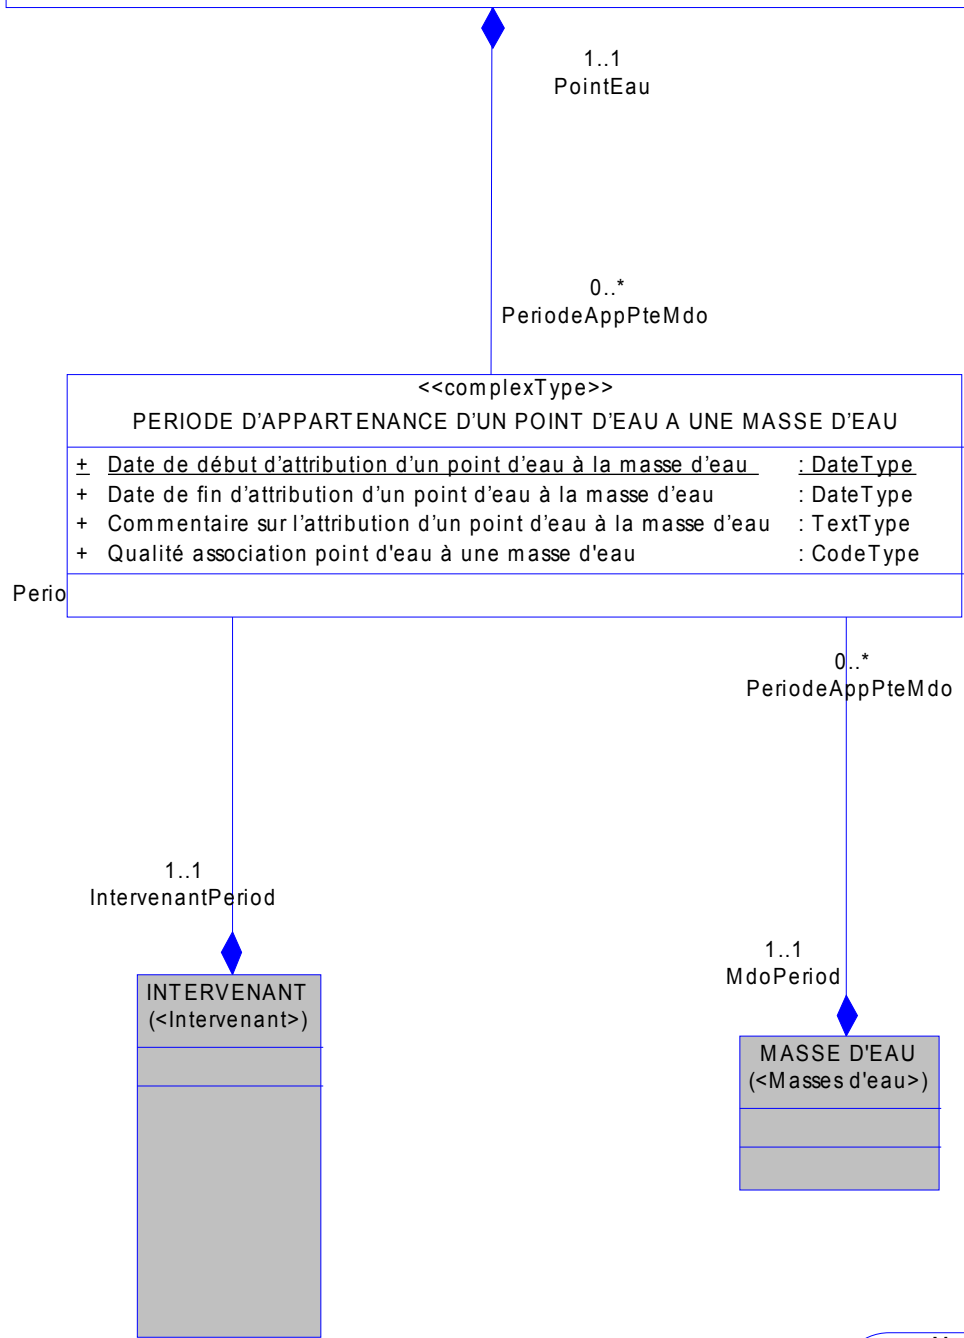 1..1
PointEau
0..*
PeriodeAppPteMdo
<<complexType>>
PERIODE D'APPARTENANCE D'UN POINT D'EAU A UNE MASSE D'EAU
+ Date de début d’attribution d’un point d’eau à la masse d’eau : DateType
+ Date de fin d’attribution d’un point d’eau à la masse d’eau : DateType
+ Commentaire sur l’attribution d’un point d’eau à la masse d’eau : TextType
+ Qualité association point d'eau à une masse d'eau : CodeType
Perio
0..*
PeriodeAppPteMdo
1..1
IntervenantPeriod
1..1
MdoPeriod
INTERVENANT
(<Intervenant>)
MASSE D'EAU
(<Masses d'eau>)